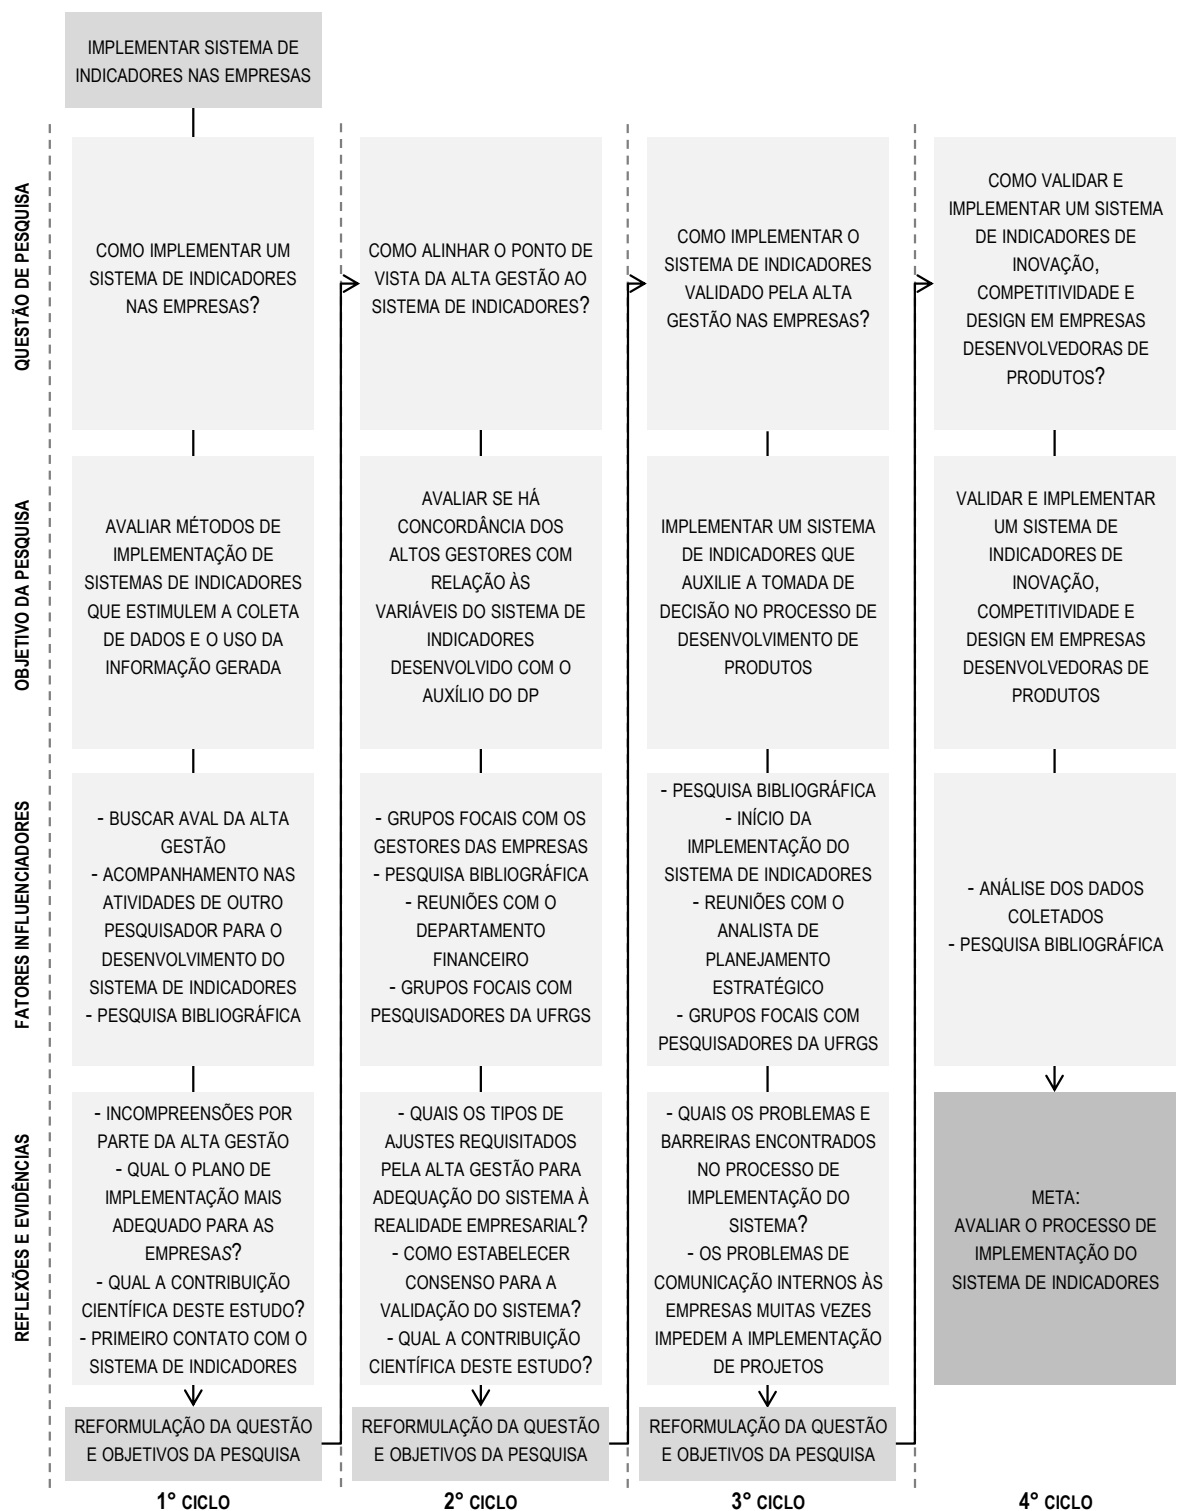 IMPLEMENTAR SISTEMA DE
INDICADORES NAS EMPRESAS
QUESTÃO DE PESQUISA
COMO IMPLEMENTAR UM
SISTEMA DE INDICADORES
NAS EMPRESAS?
COMO ALINHAR O PONTO DE
VISTA DA ALTA GESTÃO AO
SISTEMA DE INDICADORES?
COMO IMPLEMENTAR O
SISTEMA DE INDICADORES
VALIDADO PELA ALTA
GESTÃO NAS EMPRESAS?
COMO VALIDAR E
IMPLEMENTAR UM SISTEMA
DE INDICADORES DE
INOVAÇÃO,
COMPETITIVIDADE E
DESIGN EM EMPRESAS
DESENVOLVEDORAS DE
PRODUTOS?
OBJETIVO DA PESQUISA
AVALIAR MÉTODOS DE
IMPLEMENTAÇÃO DE
SISTEMAS DE INDICADORES
QUE ESTIMULEM A COLETA
DE DADOS E O USO DA
INFORMAÇÃO GERADA
AVALIAR SE HÁ
CONCORDÂNCIA DOS
ALTOS GESTORES COM
RELAÇÃO ÀS
VARIÁVEIS DO SISTEMA DE
INDICADORES
DESENVOLVIDO COM O
AUXÍLIO DO DP
IMPLEMENTAR UM SISTEMA
DE INDICADORES QUE
AUXILIE A TOMADA DE
DECISÃO NO PROCESSO DE
DESENVOLVIMENTO DE
PRODUTOS
VALIDAR E IMPLEMENTAR
UM SISTEMA DE
INDICADORES DE
INOVAÇÃO,
COMPETITIVIDADE E
DESIGN EM EMPRESAS
DESENVOLVEDORAS DE
PRODUTOS
FATORES INFLUENCIADORES
- BUSCAR AVAL DA ALTA
GESTÃO
- ACOMPANHAMENTO NAS
ATIVIDADES DE OUTRO
PESQUISADOR PARA O
DESENVOLVIMENTO DO
SISTEMA DE INDICADORES
- PESQUISA BIBLIOGRÁFICA
- GRUPOS FOCAIS COM OS
GESTORES DAS EMPRESAS
- PESQUISA BIBLIOGRÁFICA
- REUNIÕES COM O
DEPARTAMENTO
FINANCEIRO
- GRUPOS FOCAIS COM
PESQUISADORES DA UFRGS
- PESQUISA BIBLIOGRÁFICA
- INÍCIO DA
IMPLEMENTAÇÃO DO
SISTEMA DE INDICADORES
- REUNIÕES COM O
ANALISTA DE
PLANEJAMENTO
ESTRATÉGICO
- GRUPOS FOCAIS COM
PESQUISADORES DA UFRGS
- ANÁLISE DOS DADOS
COLETADOS
- PESQUISA BIBLIOGRÁFICA
REFLEXÕES E EVIDÊNCIAS
- INCOMPREENSÕES POR
PARTE DA ALTA GESTÃO
- QUAL O PLANO DE
IMPLEMENTAÇÃO MAIS
ADEQUADO PARA AS
EMPRESAS?
- QUAL A CONTRIBUIÇÃO
CIENTÍFICA DESTE ESTUDO?
- PRIMEIRO CONTATO COM O
SISTEMA DE INDICADORES
- QUAIS OS TIPOS DE
AJUSTES REQUISITADOS
PELA ALTA GESTÃO PARA
ADEQUAÇÃO DO SISTEMA À
REALIDADE EMPRESARIAL?
- COMO ESTABELECER
CONSENSO PARA A
VALIDAÇÃO DO SISTEMA?
- QUAL A CONTRIBUIÇÃO
CIENTÍFICA DESTE ESTUDO?
- QUAIS OS PROBLEMAS E
BARREIRAS ENCONTRADOS
NO PROCESSO DE
IMPLEMENTAÇÃO DO
SISTEMA?
- OS PROBLEMAS DE
COMUNICAÇÃO INTERNOS ÀS
EMPRESAS MUITAS VEZES
IMPEDEM A IMPLEMENTAÇÃO
DE PROJETOS
META:
AVALIAR O PROCESSO DE
IMPLEMENTAÇÃO DO
SISTEMA DE INDICADORES
REFORMULAÇÃO DA QUESTÃO
E OBJETIVOS DA PESQUISA
REFORMULAÇÃO DA QUESTÃO
E OBJETIVOS DA PESQUISA
REFORMULAÇÃO DA QUESTÃO
E OBJETIVOS DA PESQUISA
1° CICLO
2° CICLO
3° CICLO
4° CICLO